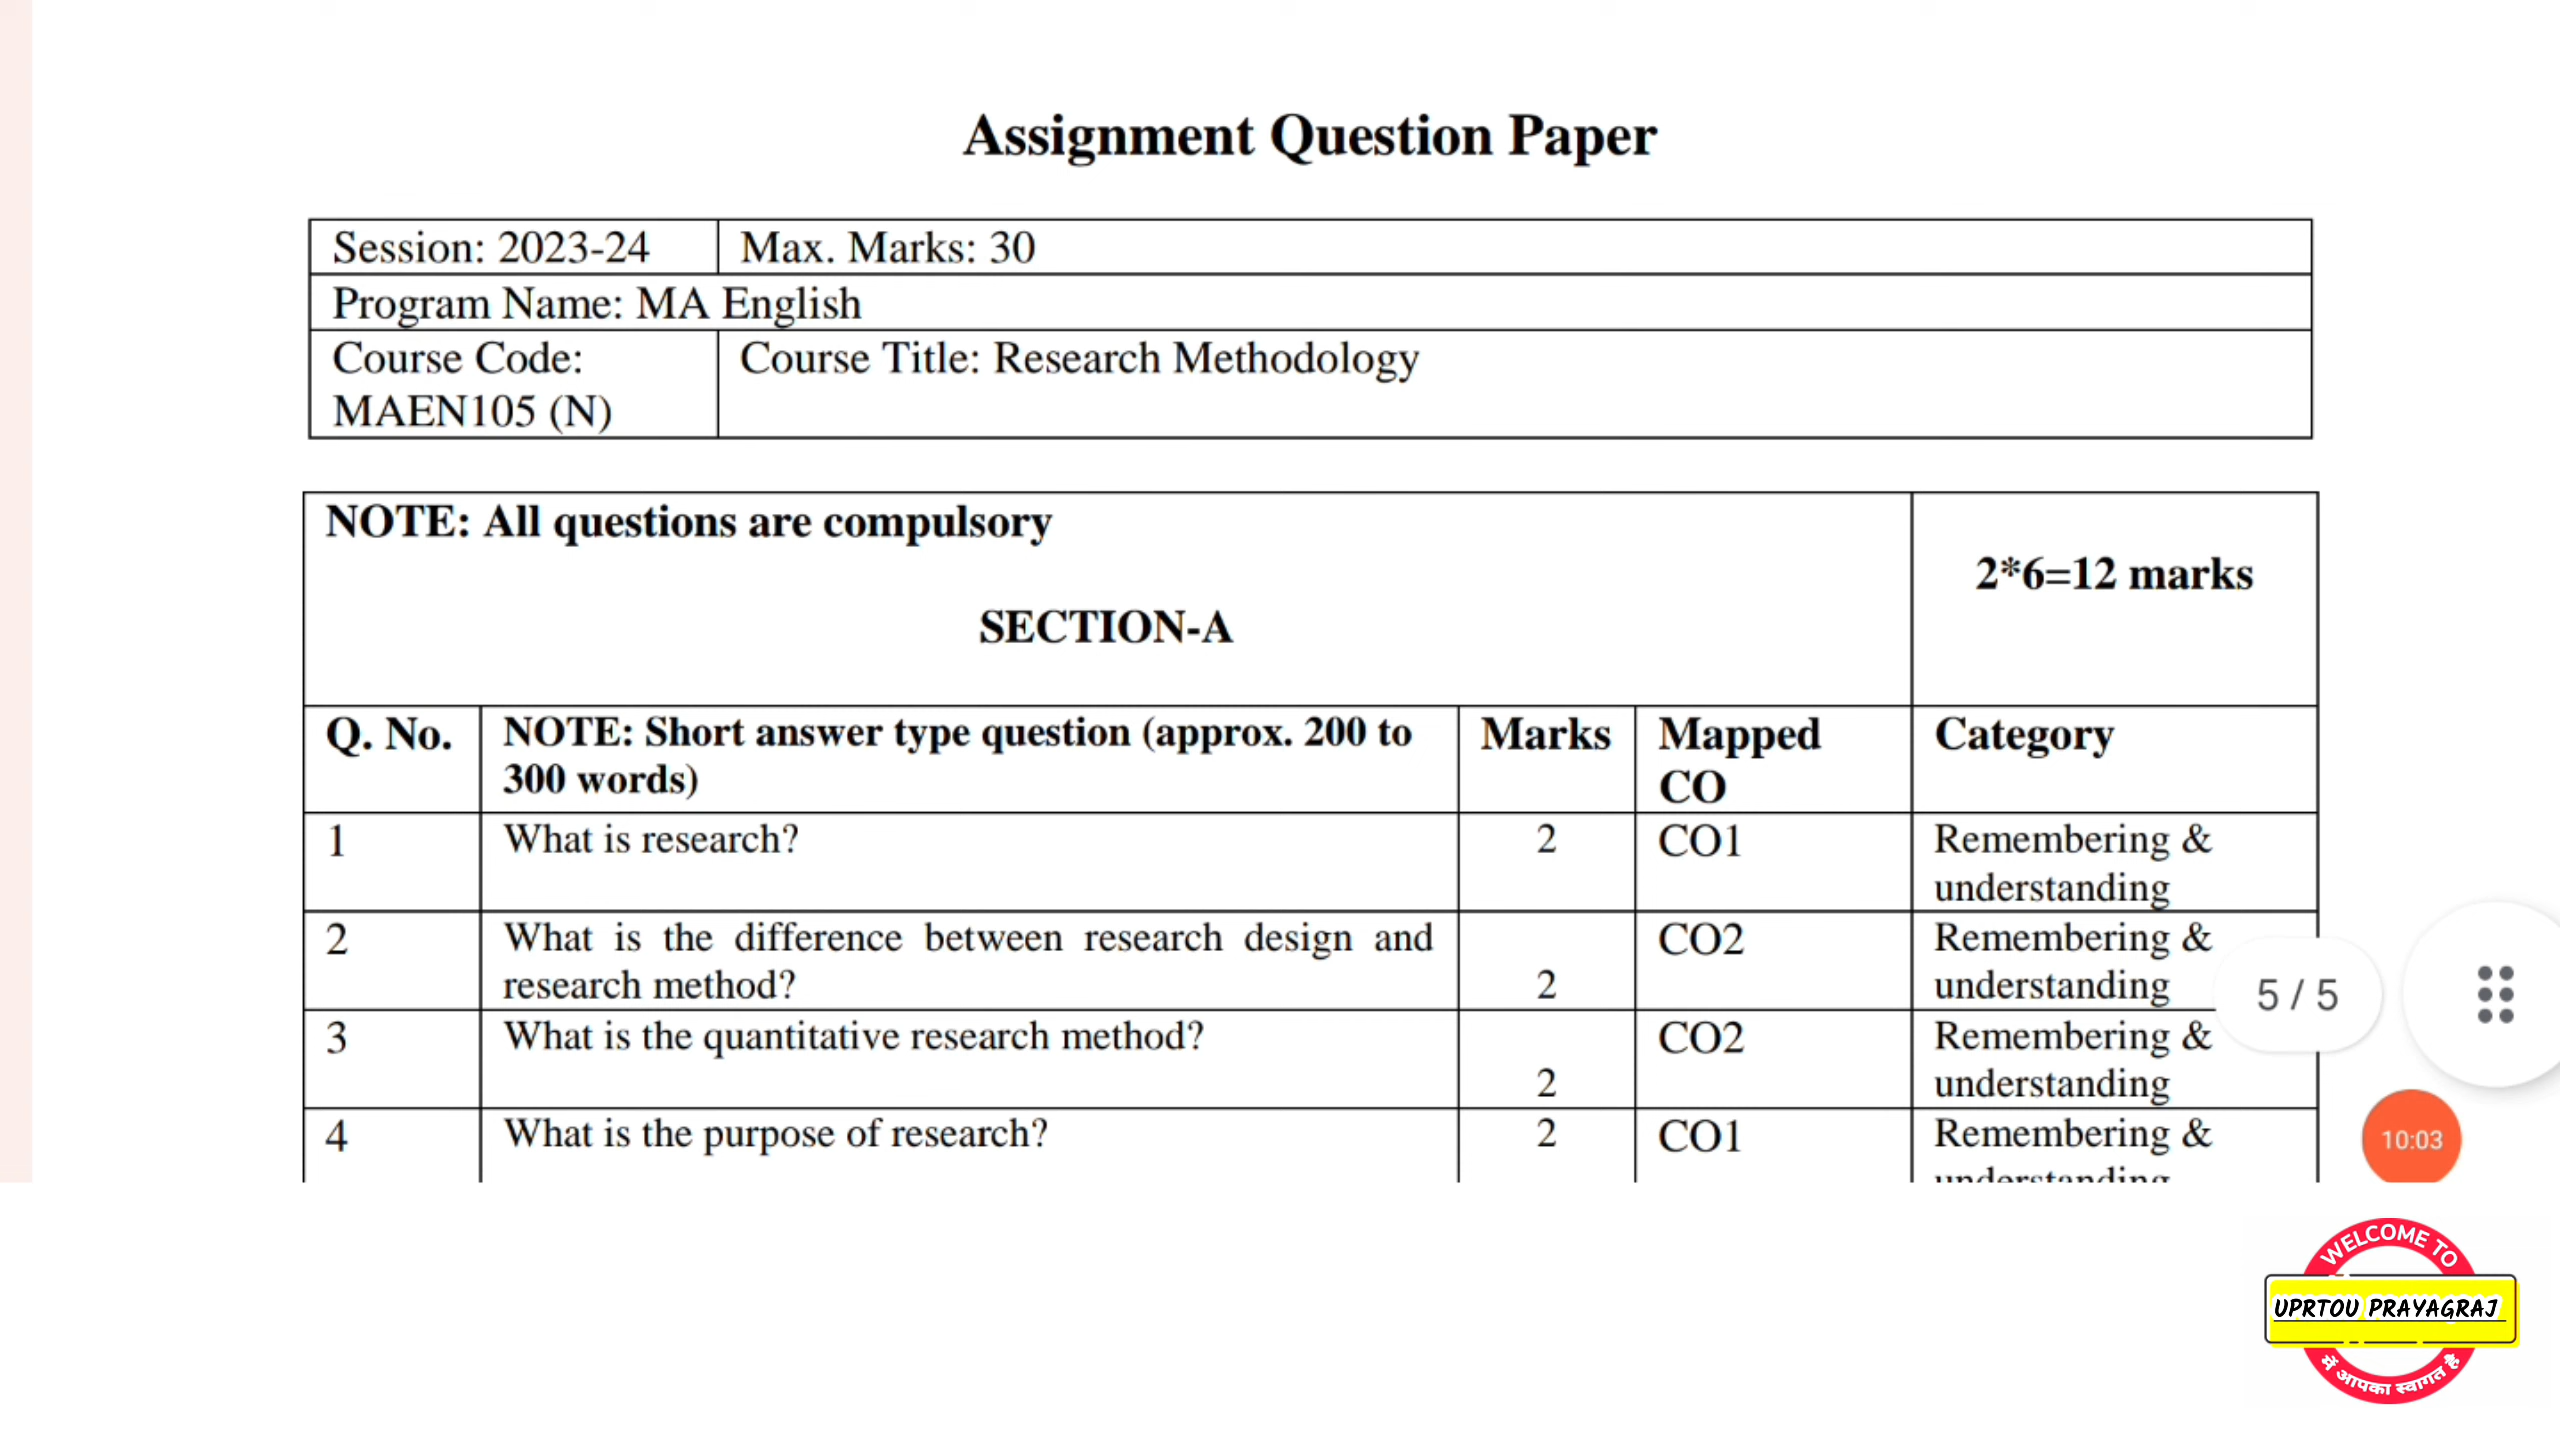 Assignment Question Paper
Session: 2023-24 Max. Marks: 30
Program Name: MA English
Course Code: Course Title: Research Methodology
MAEN105 (N)
NOTE: All questions are compulsory
2*6=12 marks
SECTION-A
Q. No. NOTE: Short answer type question (approx. 200 to Marks Mapped Category
300 words) CO
1 What is research? 2 CO1 Remembering &
understanding
2 What is the difference between research design and CO2 Remembering &
research method? 2 understanding
5 / 5
3 What is the quantitative research method? CO2 Remembering &
2 understanding
4 What is the purpose of research? 2 CO1 Remembering &
understanding
10:03
WELCOME TO
UPRTOU PRAYAGRAJ
में आपका स्वागत है